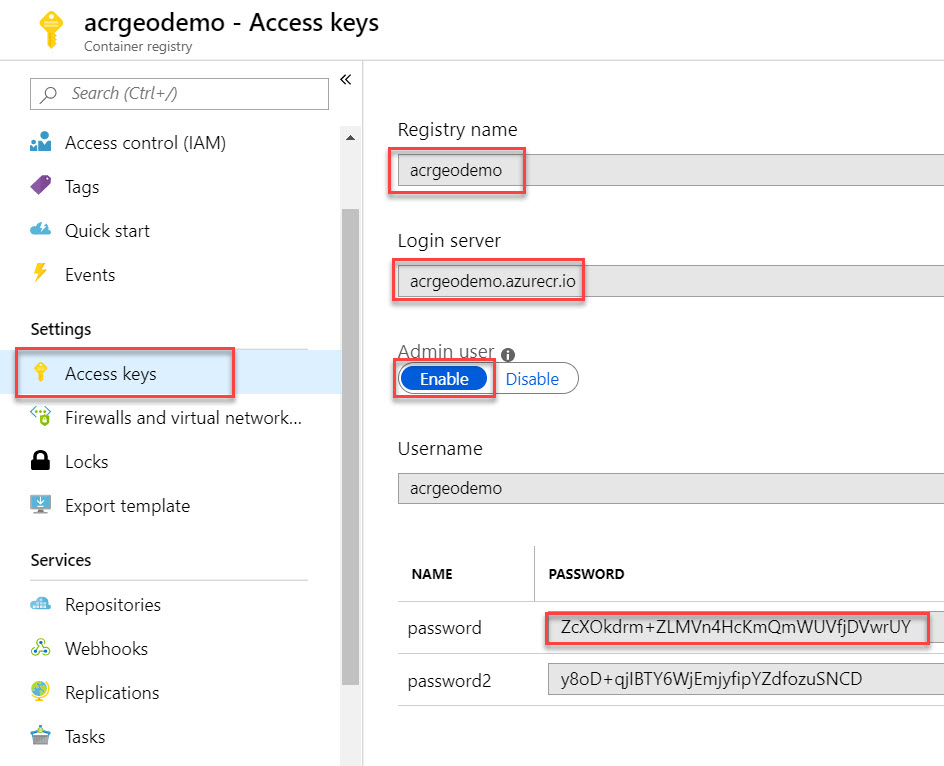 acrgeodemo - Access keys
Container registry
Search (Ctrl+/)
Access control (IAM)
Tags
Quick start
Events
Settings
Access keys
Firewalls and virtual network...
Locks
Export template
Services
Repositories
Webhooks
Replications
Tasks
Registry name
acrgeodemo
Login server
acrgeodemo.azurecr.io
Admin user
Enable Disable
Username
acrgeodemo
NAME PASSWORD
password ZcXOkdrm+ZLMVn4HcKmQmWUVfjDVwrUY
password2 y8oD+qjIBTY6WjEmjyfipYZdfozuSNCD